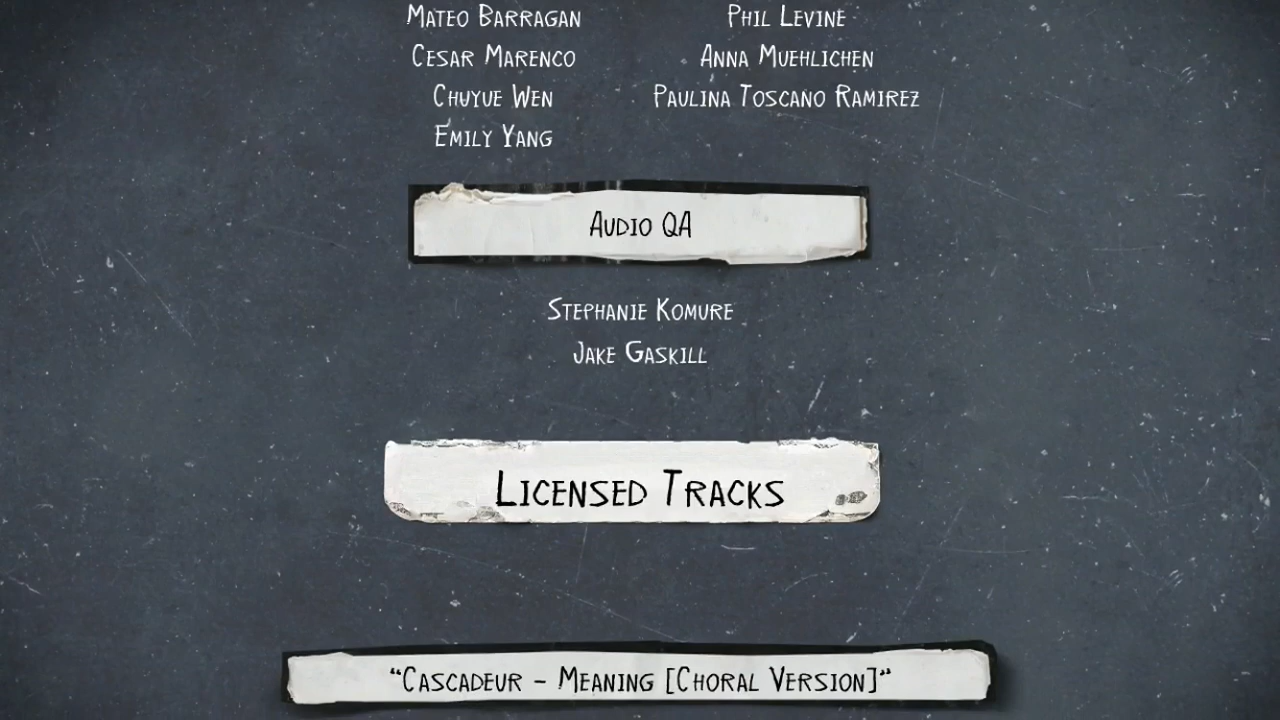 Mateo Barragan
Phil Levine
Cesar Marenco
Anna Muehlichen
Chuyue Wen
Paulina Toscano Ramirez
Emily Yang
Audio QA
Stephanie Komure
Jake Gaskill
Licensed Tracks
“Cascadeur - Meaning [Choral Version]”